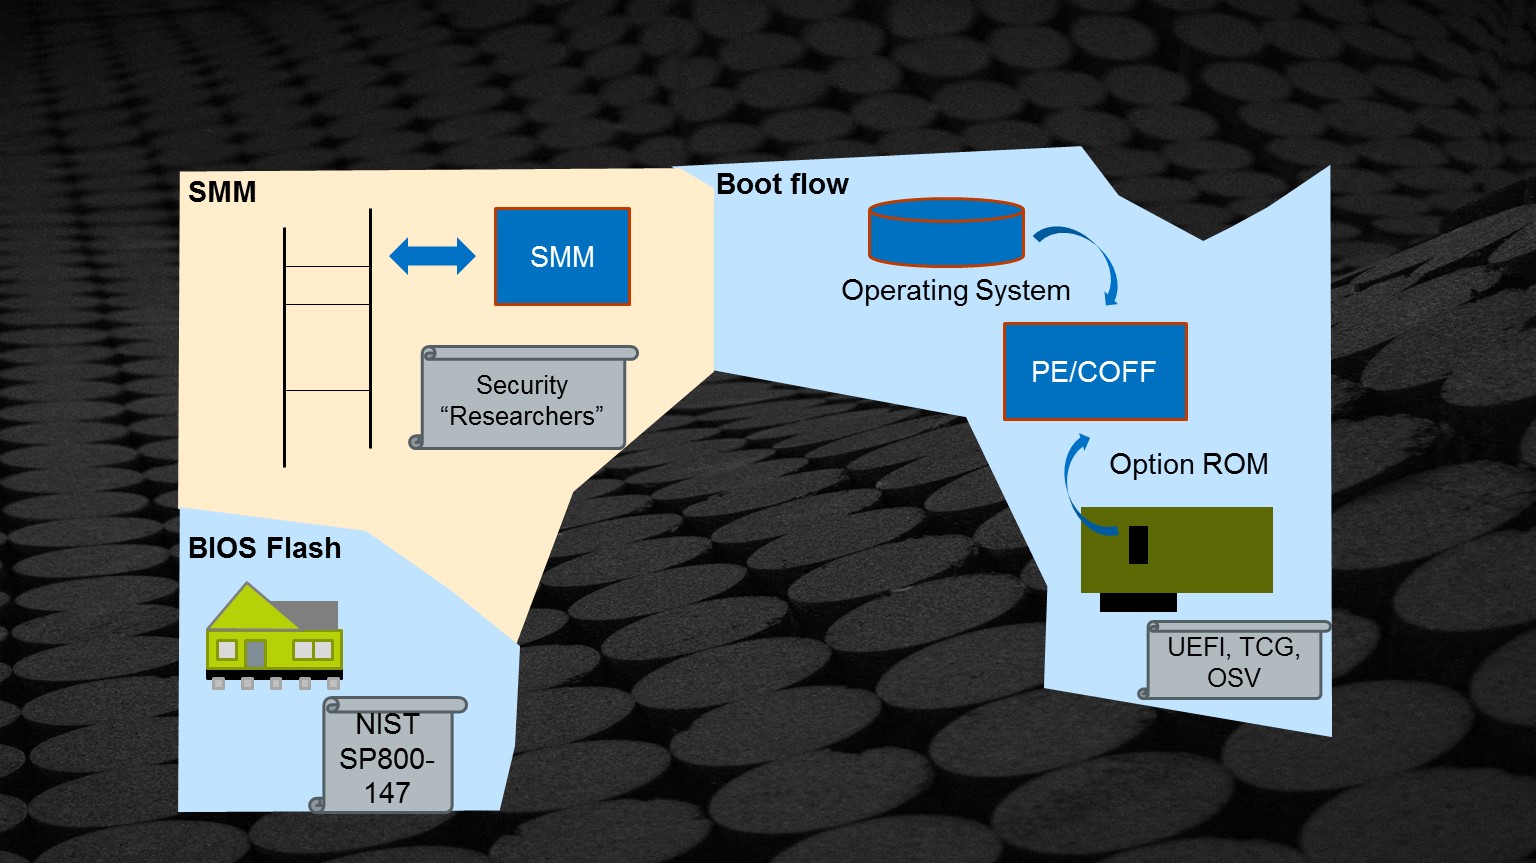 SMM
SMM
Security
“Researchers”
BIOS Flash
NIST
SP800-
147
Boot flow
Operating System
PE/COFF
Option ROM
UEFI, TCG,
OSV